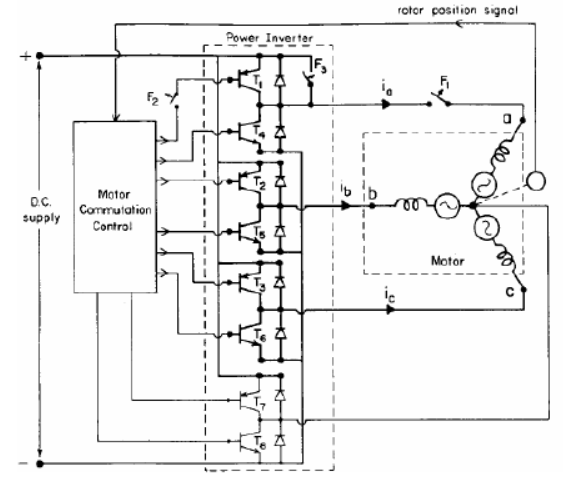 rotor position signal
Power Inverter
+
F3
F2
T1
ia
F1
a
T4
Motor
Commutation
Control
D.C.
supply
T2
ib
b
T5
Motor
T3
ic
c
T6
T7
T8
−